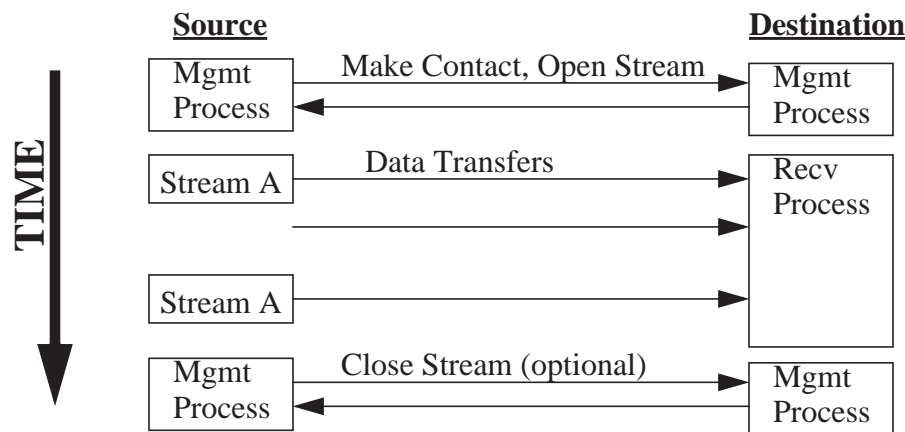 Source
Destination
Mgmt
Process
Make Contact, Open Stream
Mgmt
Process
TIME
Stream A
Data Transfers
Recv
Process
Stream A
Mgmt
Process
Close Stream (optional)
Mgmt
Process